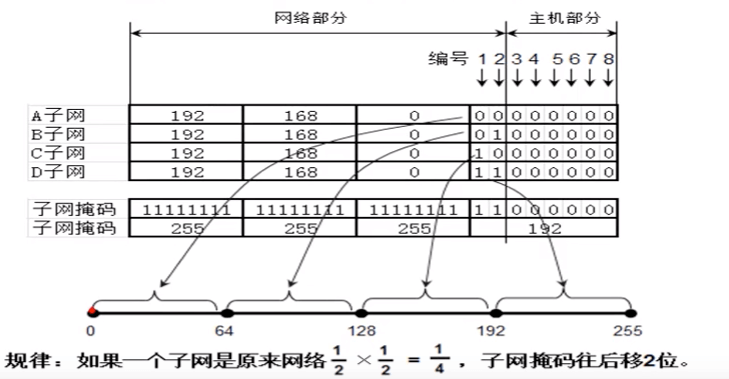 网络部分 主机部分
编号 1 2 3 4 5 6 7 8
A子网 192 168 0 0 0 0 0 0 0 0 0
B子网 192 168 0 0 1 0 0 0 0 0 0
C子网 192 168 0 1 0 0 0 0 0 0 0
D子网 192 168 0 1 1 0 0 0 0 0 0
子网掩码 11111111 11111111 11111111 1 1 0 0 0 0 0 0
子网掩码 255 255 255 192
0 64 128 192 255
规律：如果一个子网是原来网络1/2×1/2=1/4，子网掩码往后移2位。